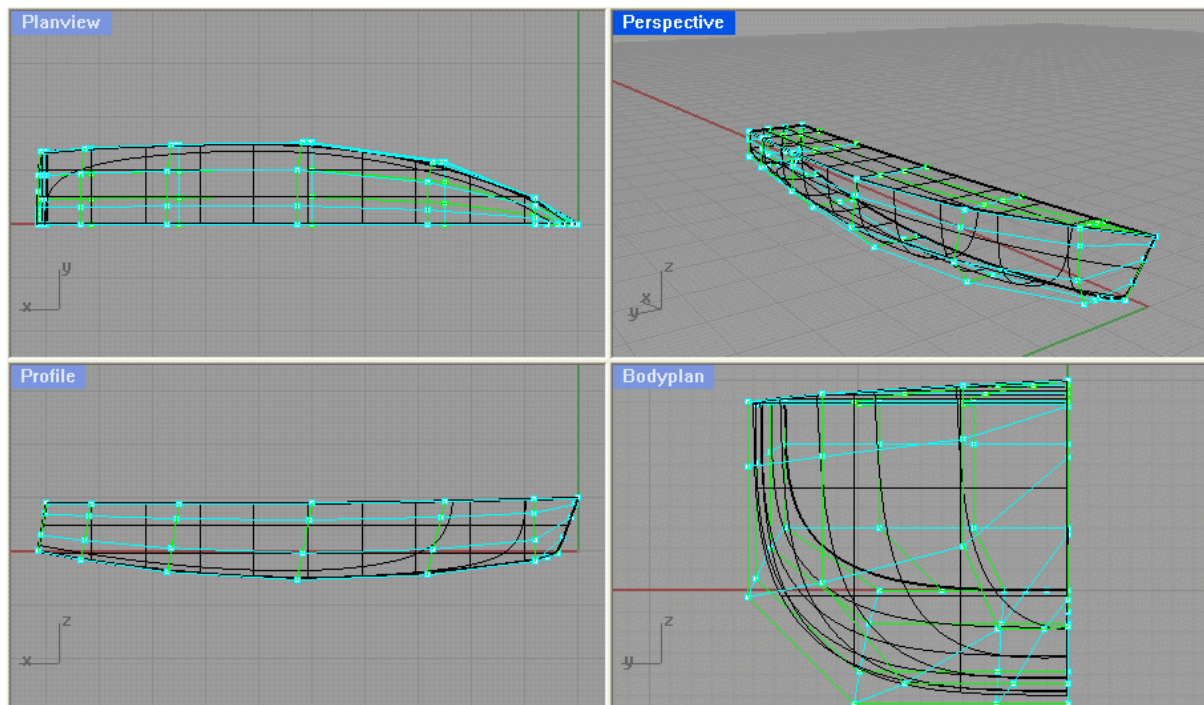 Planview
Perspective
y
x
z
x
y
Profile
Bodyplan
z
x
z
y